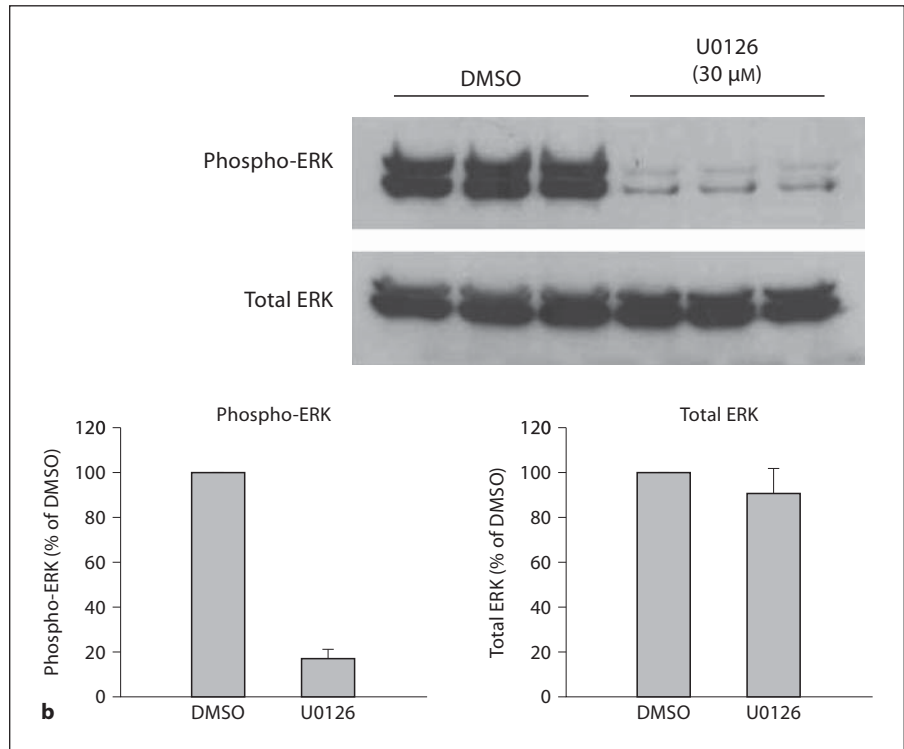 U0126
(30 µM)
DMSO
Phospho-ERK
Total ERK
Phospho-ERK
120
100
80
60
40
20
0
Phospho-ERK (% of DMSO)
DMSO
U0126
Total ERK
120
100
80
60
40
20
0
Total ERK (% of DMSO)
DMSO
U0126
b